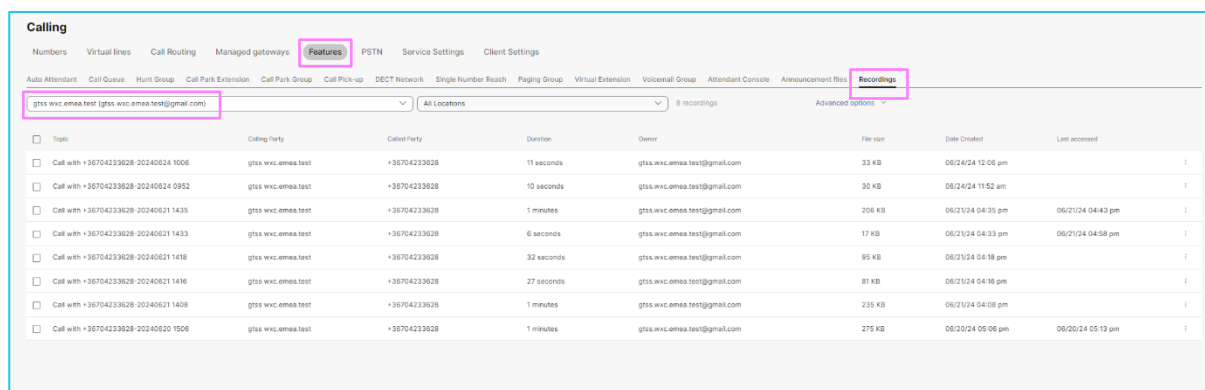 Calling
Numbers Virtual lines Call Routing Managed gateways Features PSTN Service Settings Client Settings
Auto Attendant Call Queue Hunt Group Call Park Extension Call Park Group Call Pick-up DECT Network Single Number Reach Paging Group Virtual Extension Voicemail Group Attendant Console Announcement files Recordings
gtss wxc.emea.test (gtss.wxc.emea.test@gmail.com) All Locations 8 recordings Advanced options
Topic Calling Party Called Party Duration Owner File size Date Created Last accessed
Call with +36704233628-20240624 1006 gtss wxc.emea.test +36704233628 11 seconds gtss.wxc.emea.test@gmail.com 33 KB 06/24/24 12:06 pm
Call with +36704233628-20240624 0952 gtss wxc.emea.test +36704233628 10 seconds gtss.wxc.emea.test@gmail.com 30 KB 06/24/24 11:52 am
Call with +36704233628-20240621 1435 gtss wxc.emea.test +36704233628 1 minutes gtss.wxc.emea.test@gmail.com 206 KB 06/21/24 04:35 pm 06/21/24 04:43 pm
Call with +36704233628-20240621 1433 gtss wxc.emea.test +36704233628 6 seconds gtss.wxc.emea.test@gmail.com 17 KB 06/21/24 04:33 pm 06/21/24 04:58 pm
Call with +36704233628-20240621 1418 gtss wxc.emea.test +36704233628 32 seconds gtss.wxc.emea.test@gmail.com 95 KB 06/21/24 04:18 pm
Call with +36704233628-20240621 1416 gtss wxc.emea.test +36704233628 27 seconds gtss.wxc.emea.test@gmail.com 81 KB 06/21/24 04:16 pm
Call with +36704233628-20240621 1408 gtss wxc.emea.test +36704233628 1 minutes gtss.wxc.emea.test@gmail.com 235 KB 06/21/24 04:08 pm
Call with +36704233628-20240620 1506 gtss wxc.emea.test +36704233628 1 minutes gtss.wxc.emea.test@gmail.com 275 KB 06/20/24 05:06 pm 06/20/24 05:13 pm